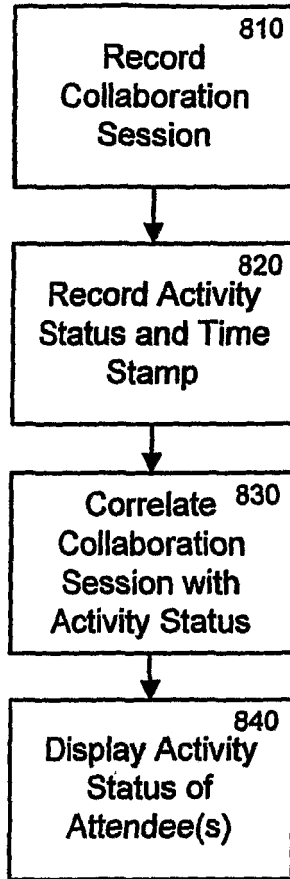 810
Record
Collaboration
Session
820
Record Activity
Status and Time
Stamp
830
Correlate
Collaboration
Session with
Activity Status
840
Display Activity
Status of
Attendee(s)